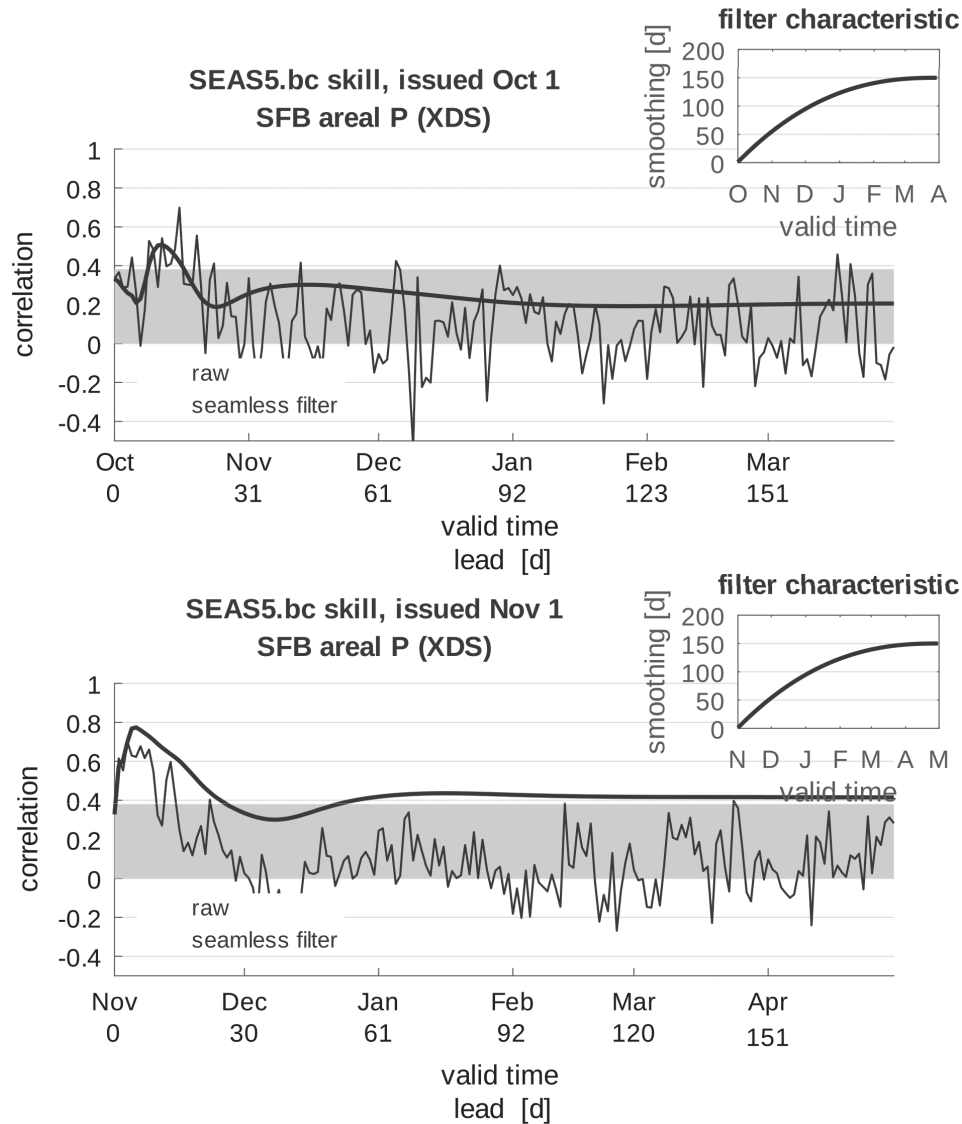 filter characteristic
smoothing [d]
200
150
100
50
0
O N D J F M A
valid time
SEAS5.bc skill, issued Oct 1
SFB areal P (XDS)
correlation
1
0.8
0.6
0.4
0.2
0
-0.2
-0.4
raw
seamless filter
Oct Nov Dec Jan Feb Mar
0 31 61 92 123 151
valid time
lead [d]
filter characteristic
smoothing [d]
200
150
100
50
0
N D J F M A M
valid time
SEAS5.bc skill, issued Nov 1
SFB areal P (XDS)
correlation
1
0.8
0.6
0.4
0.2
0
-0.2
-0.4
raw
seamless filter
Nov Dec Jan Feb Mar Apr
0 30 61 92 120 151
valid time
lead [d]